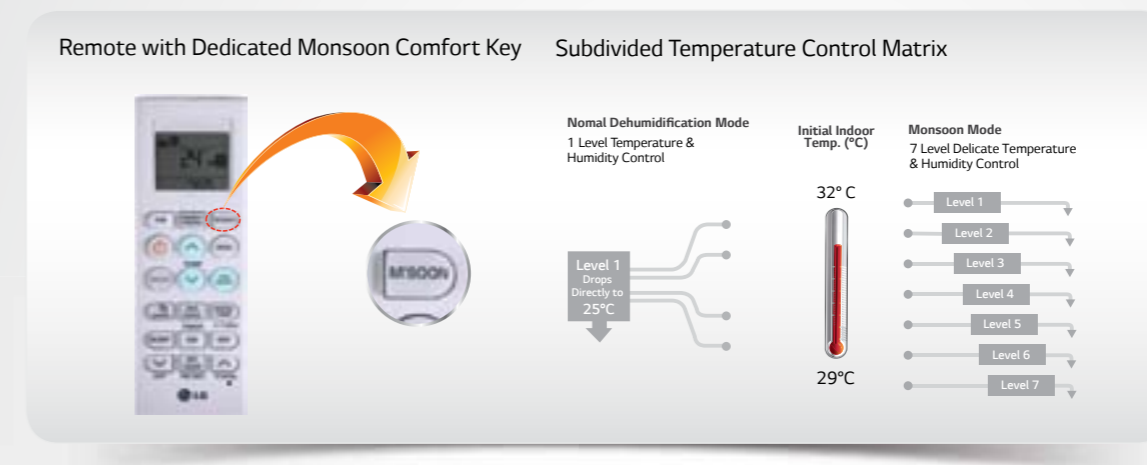 Remote with Dedicated Monsoon Comfort Key
Subdivided Temperature Control Matrix
M'SOON
LG
Nomal Dehumidification Mode
1 Level Temperature &
Humidity Control
Level 1
Drops
Directly to
25°C
Initial Indoor
Temp. (°C)
32° C
29°C
Monsoon Mode
7 Level Delicate Temperature
& Humidity Control
Level 1
Level 2
Level 3
Level 4
Level 5
Level 6
Level 7